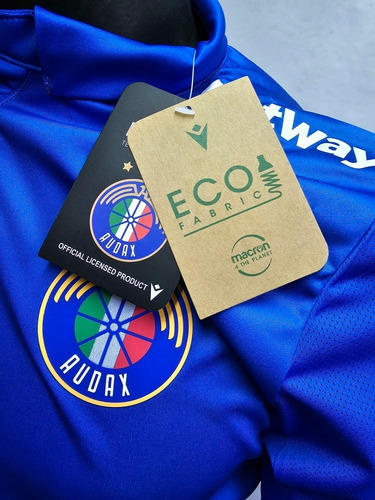 tWay
ECO
FABRIC
macron
4 THE PLANET
AUDAX
OFFICIAL LICENSED PRODUCT
AUDAX